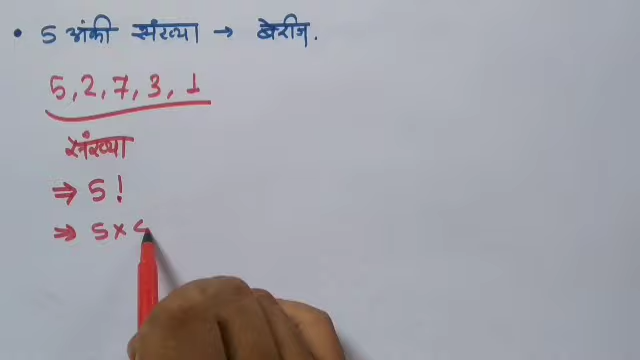 • 5 अंकी संख्या → बेरीज.
5, 2, 7, 3, 1
संख्या
⇒ 5!
⇒ 5×